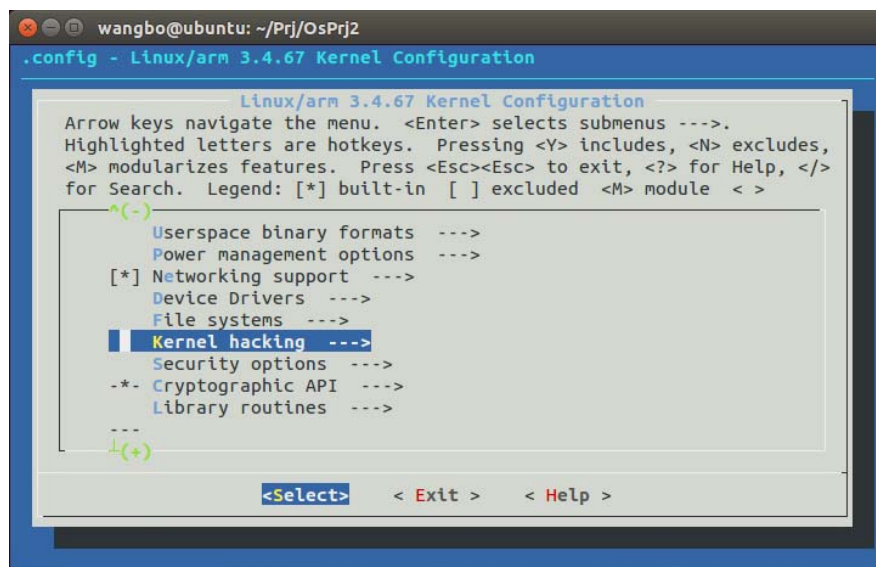 wangbo@ubuntu: ~/Prj/OsPrj2
.config - Linux/arm 3.4.67 Kernel Configuration
Linux/arm 3.4.67 Kernel Configuration
Arrow keys navigate the menu.  <Enter> selects submenus --->.
Highlighted letters are hotkeys.  Pressing <Y> includes, <N> excludes,
<M> modularizes features.  Press <Esc><Esc> to exit, <?> for Help, </>
for Search.  Legend: [*] built-in  [ ] excluded  <M> module  < >
^(-)
Userspace binary formats  --->
Power management options  --->
[*] Networking support  --->
Device Drivers  --->
File systems  --->
Kernel hacking  --->
Security options  --->
-*- Cryptographic API  --->
Library routines  --->
---
┴(+)
<Select>    < Exit >    < Help >